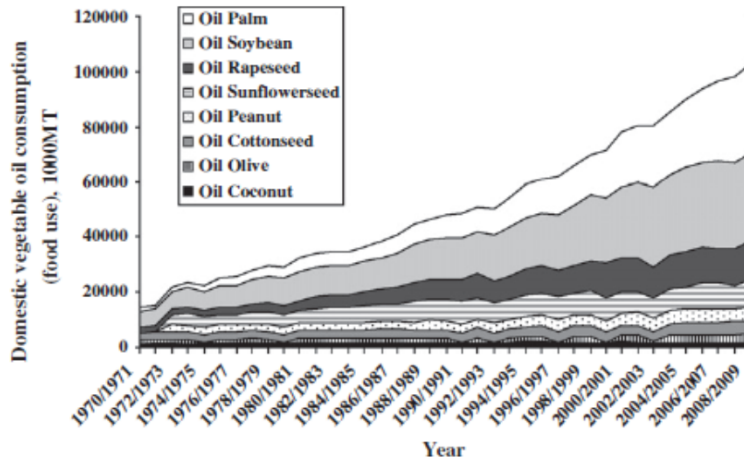 120000
100000
80000
60000
40000
20000
0
Domestic vegetable oil consumption
(food use), 1000MT
Oil Palm
Oil Soybean
Oil Rapeseed
Oil Sunflowerseed
Oil Peanut
Oil Cottonseed
Oil Olive
Oil Coconut
1970/1971
1972/1973
1974/1975
1976/1977
1978/1979
1980/1981
1982/1983
1984/1985
1986/1987
1988/1989
1990/1991
1992/1993
1994/1995
1996/1997
1998/1999
2000/2001
2002/2003
2004/2005
2006/2007
2008/2009
Year